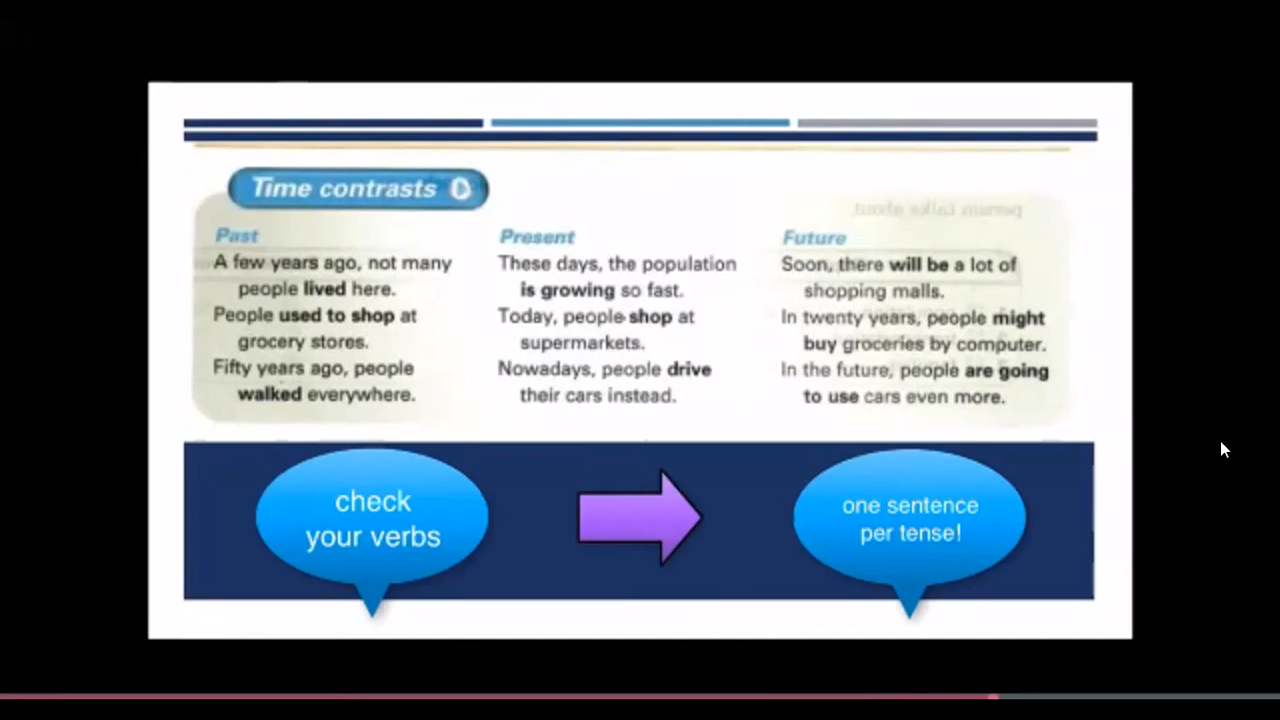 Time contrasts
Past
A few years ago, not many
people lived here.
People used to shop at
grocery stores.
Fifty years ago, people
walked everywhere.
Present
These days, the population
is growing so fast.
Today, people shop at
supermarkets.
Nowadays, people drive
their cars instead.
person talks about
Future
Soon, there will be a lot of
shopping malls.
In twenty years, people might
buy groceries by computer.
In the future, people are going
to use cars even more.
check
your verbs
one sentence
per tense!